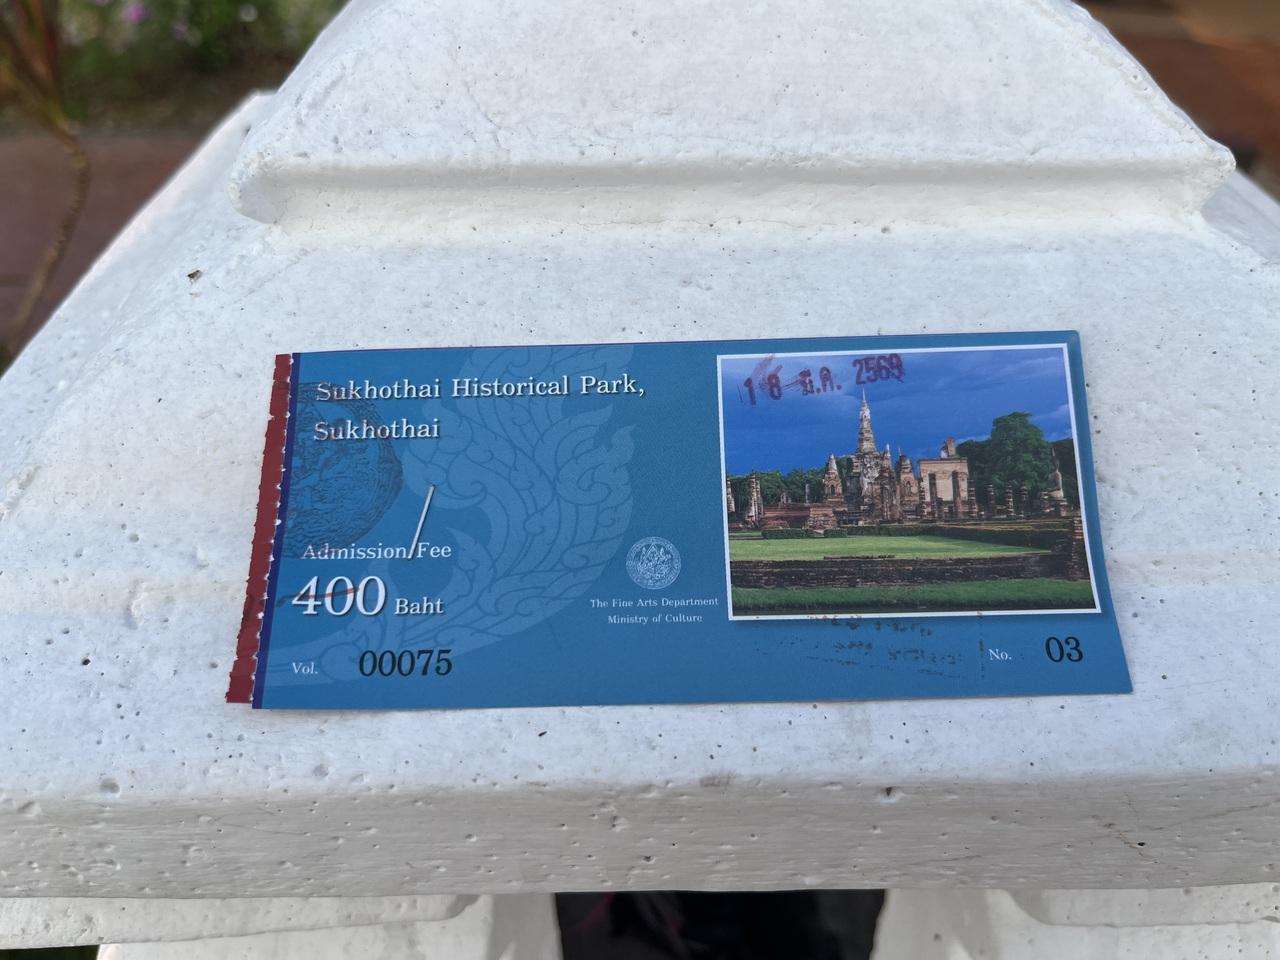 Sukhothai Historical Park,
Sukhothai
18 ม.ค. 2569
Admission Fee
400 Baht
The Fine Arts Department
Ministry of Culture
Vol. 00075
No. 03